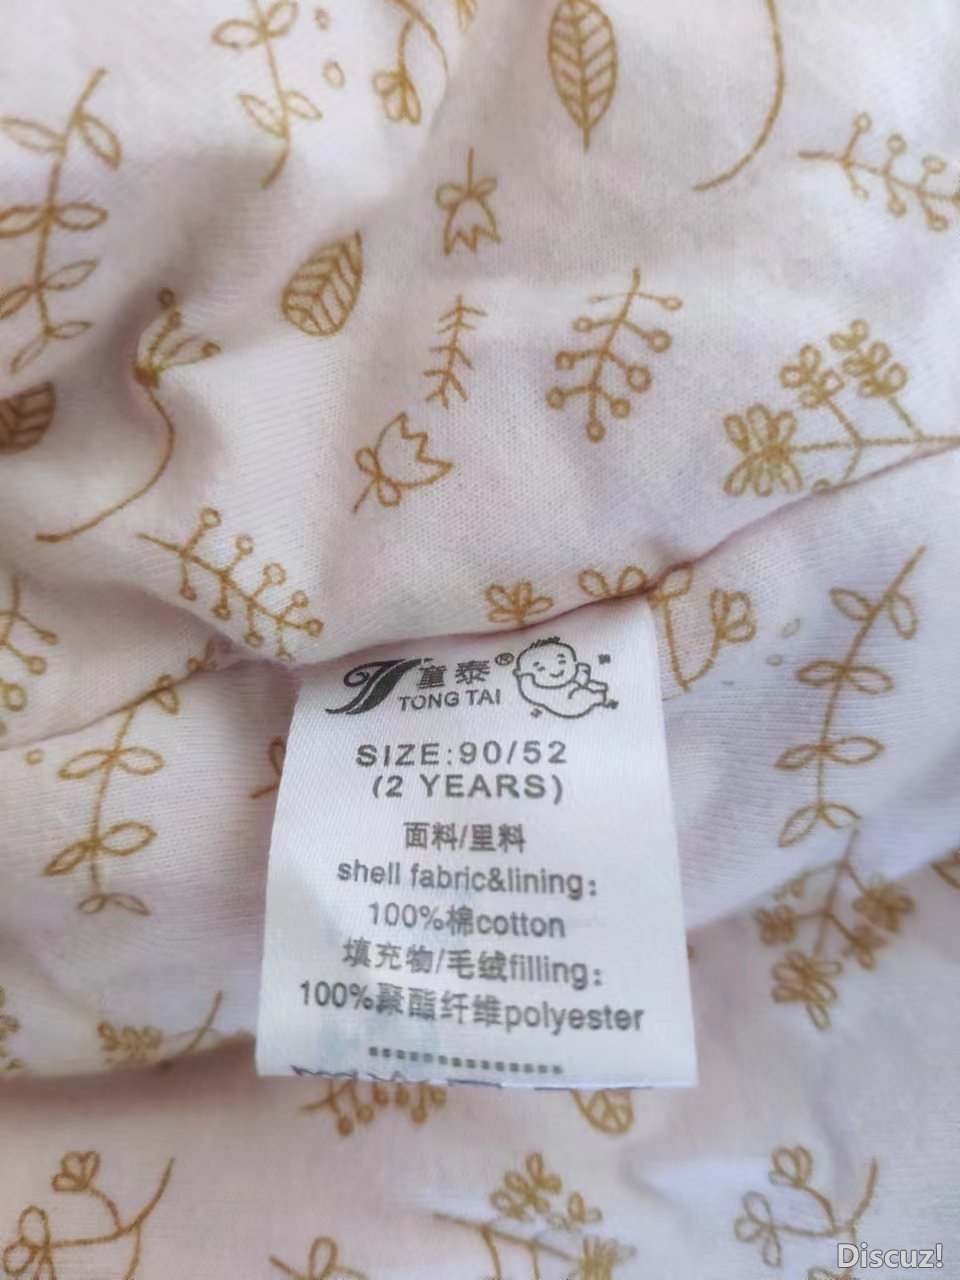 童泰®
TONG TAI
SIZE:90/52
(2 YEARS)
面料/里料
shell fabric&lining:
100%棉cotton
填充物/毛绒filling:
100%聚酯纤维polyester
Discuz!